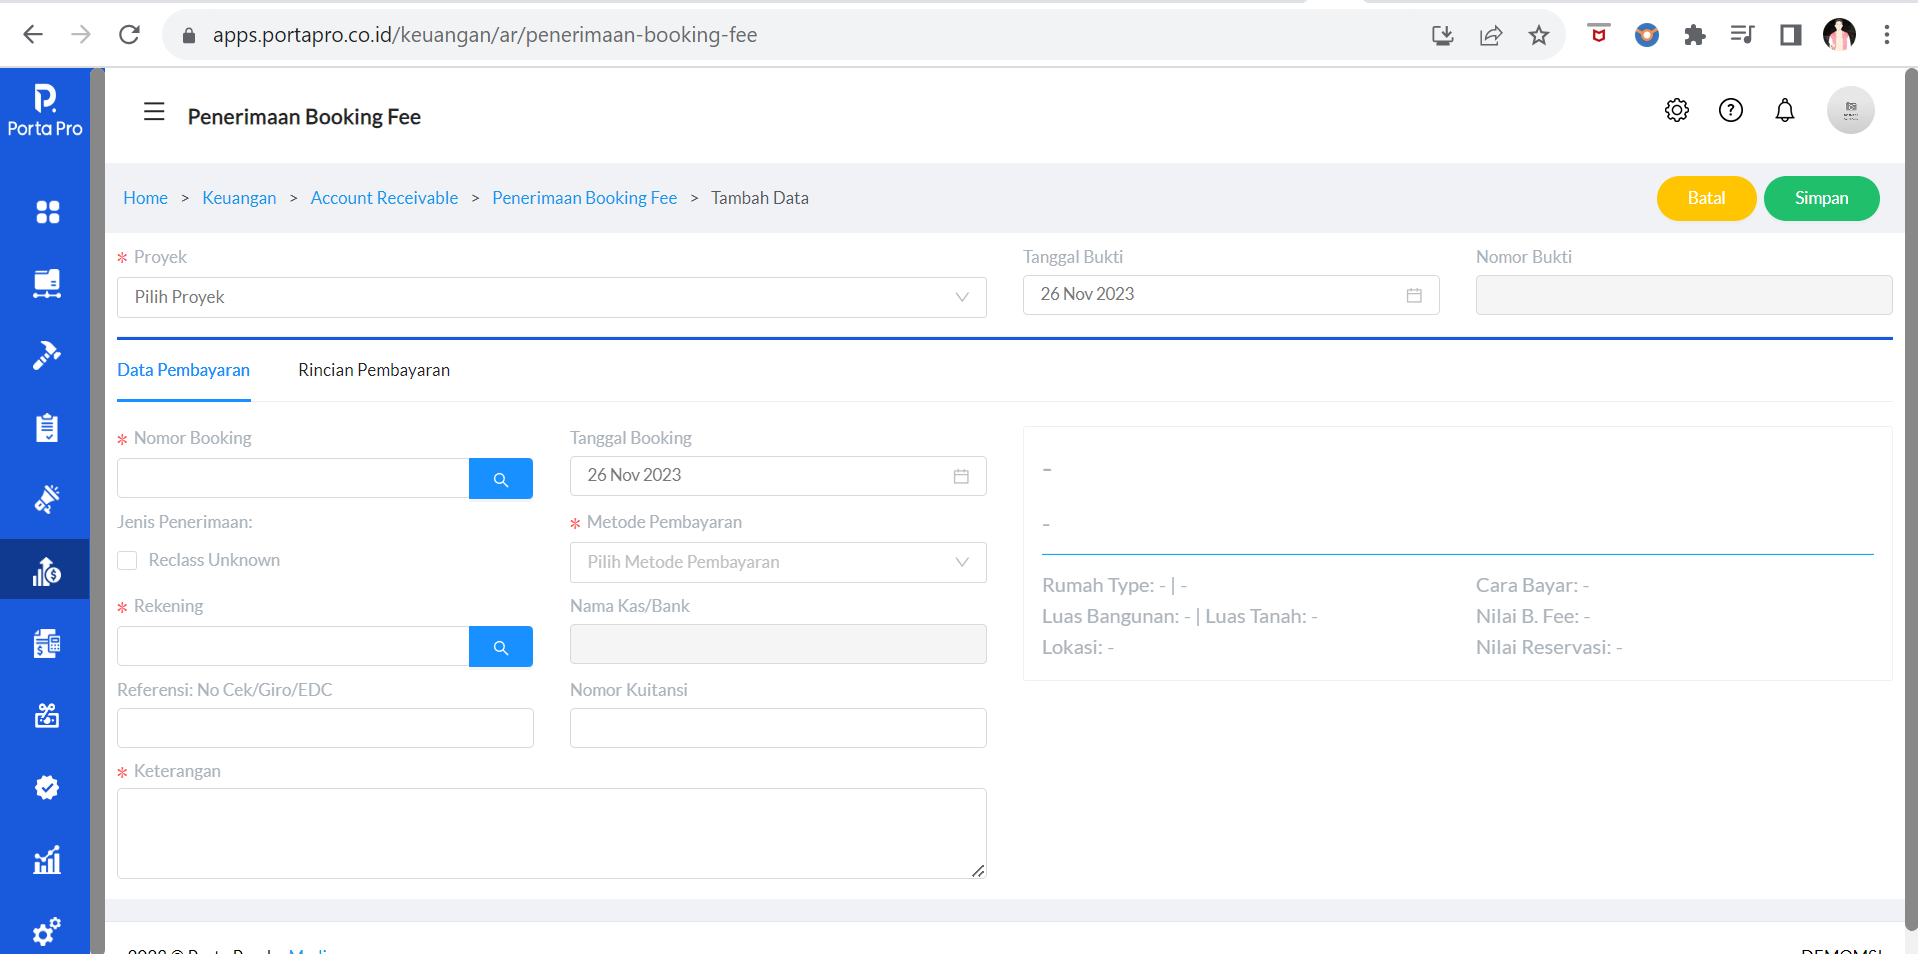 apps.portapro.co.id/keuangan/ar/penerimaan-booking-fee
Porta Pro
Penerimaan Booking Fee
Home > Keuangan > Account Receivable > Penerimaan Booking Fee > Tambah Data
Batal
Simpan
* Proyek
Tanggal Bukti
Nomor Bukti
Pilih Proyek
26 Nov 2023
Data Pembayaran
Rincian Pembayaran
* Nomor Booking
Tanggal Booking
26 Nov 2023
-
-
Jenis Penerimaan:
* Metode Pembayaran
Reclass Unknown
Pilih Metode Pembayaran
Rumah Type: - | -
Cara Bayar: -
* Rekening
Nama Kas/Bank
Luas Bangunan: - | Luas Tanah: -
Nilai B. Fee: -
Lokasi: -
Nilai Reservasi: -
Referensi: No Cek/Giro/EDC
Nomor Kuitansi
* Keterangan